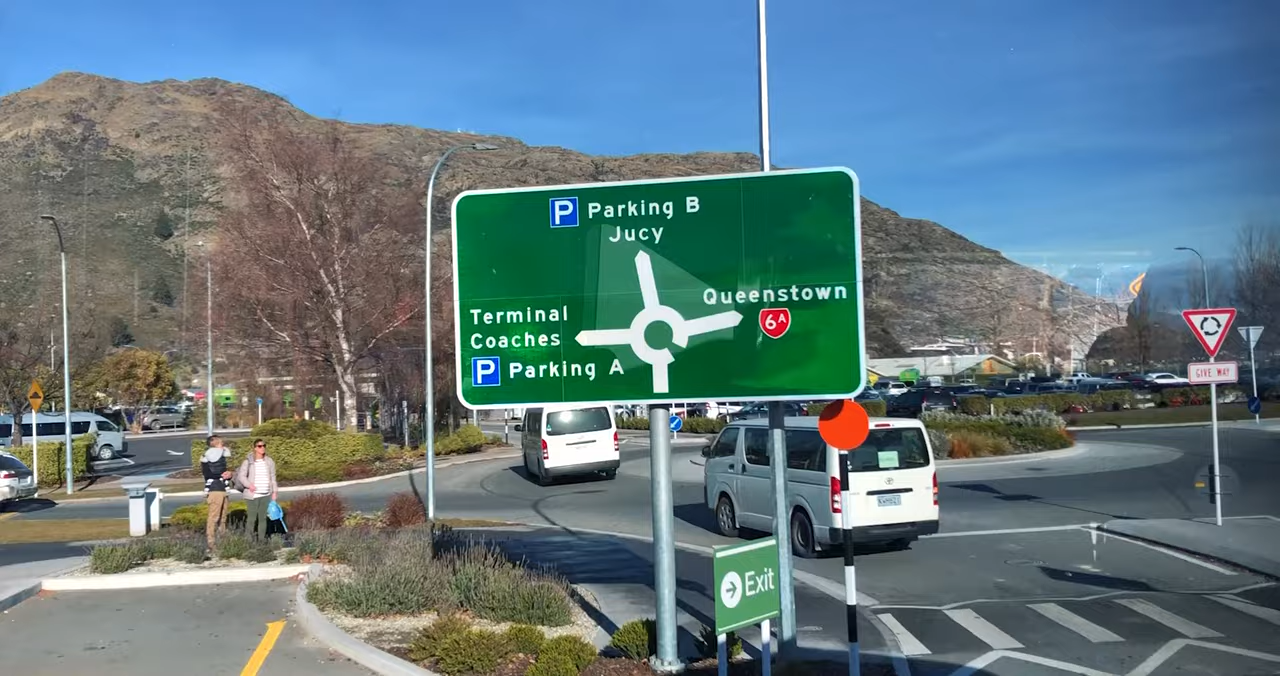 P Parking B
Jucy
Queenstown
6A
Terminal
Coaches
P Parking A
GIVE WAY
Exit